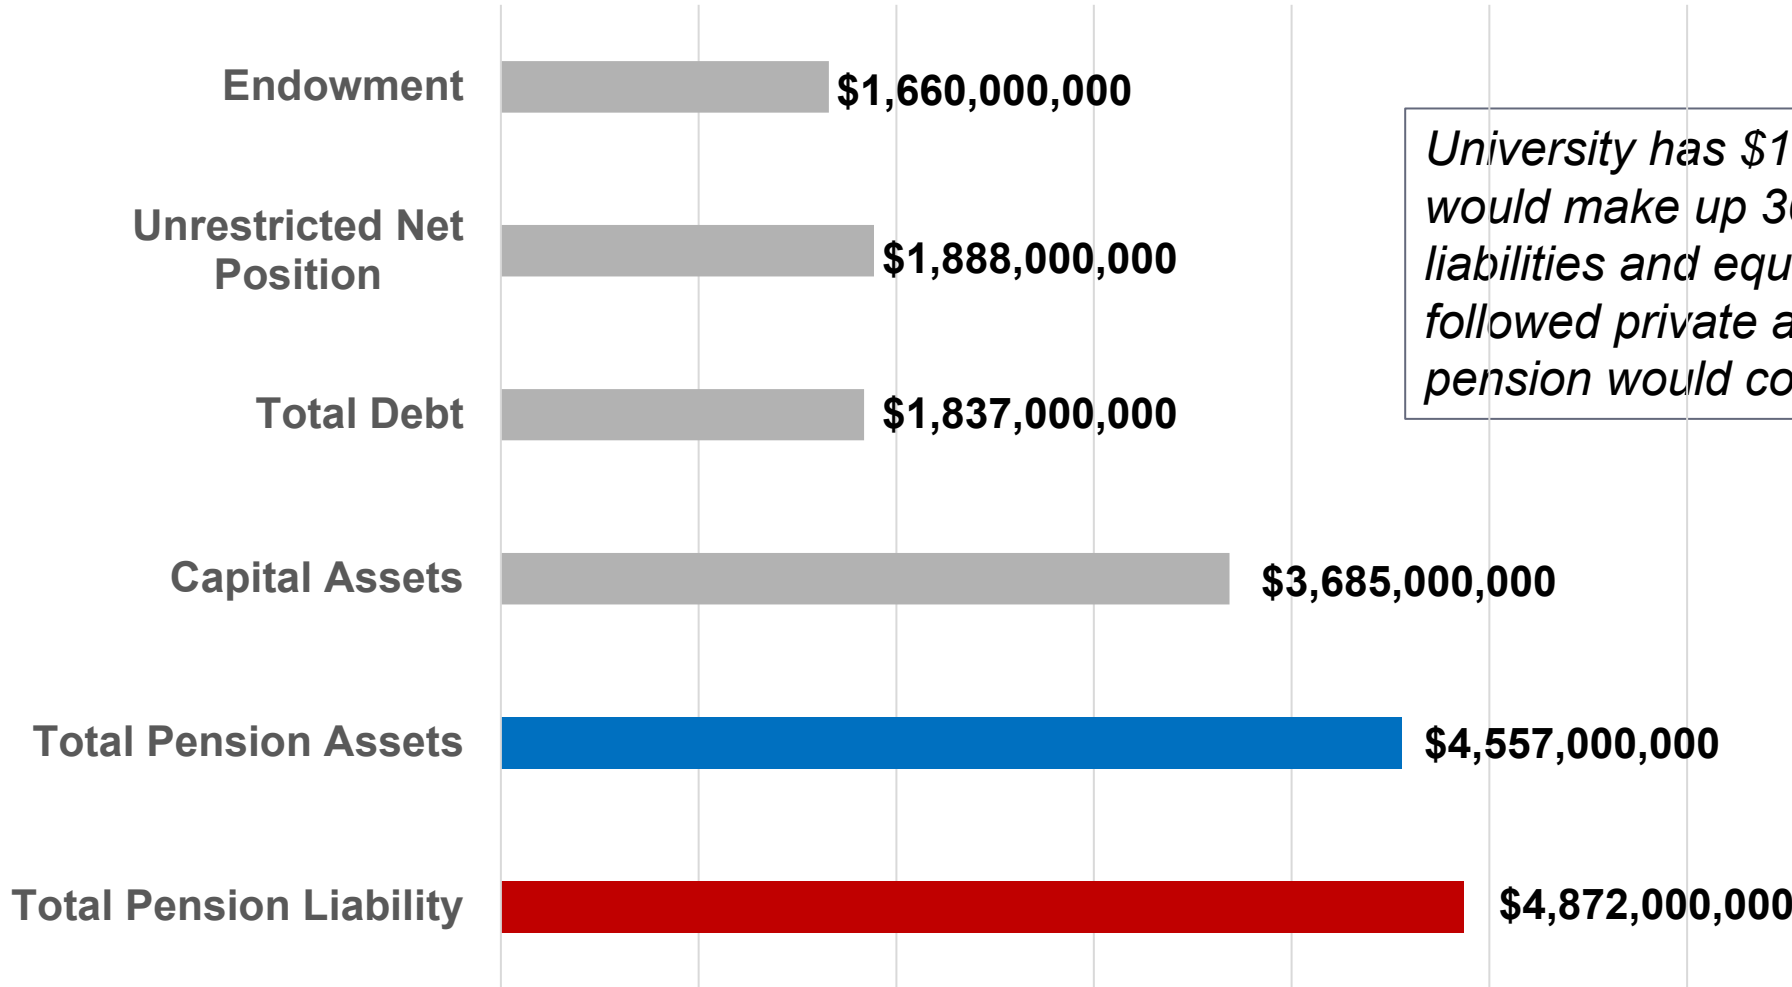 Endowment
$1,660,000,000
University has $1
would make up 3
liabilities and equ
followed private a
pension would co
Unrestricted Net
Position
$1,888,000,000
Total Debt
$1,837,000,000
Capital Assets
$3,685,000,000
Total Pension Assets
$4,557,000,000
Total Pension Liability
$4,872,000,000